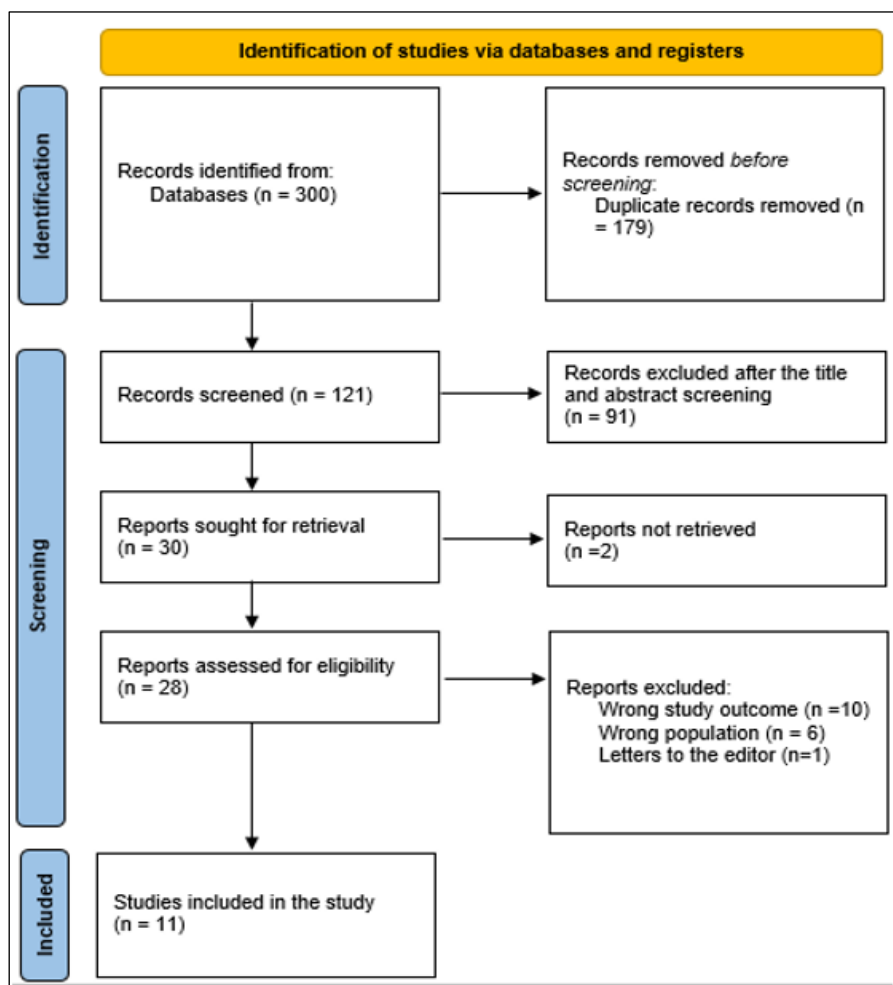 Identification of studies via databases and registers
Identification
Records identified from:
Databases (n = 300)
Records removed before
screening:
Duplicate records removed (n
= 179)
Screening
Records screened (n = 121)
Records excluded after the title
and abstract screening
(n = 91)
Reports sought for retrieval
(n = 30)
Reports not retrieved
(n =2)
Reports assessed for eligibility
(n = 28)
Reports excluded:
Wrong study outcome (n =10)
Wrong population (n = 6)
Letters to the editor (n=1)
Included
Studies included in the study
(n = 11)